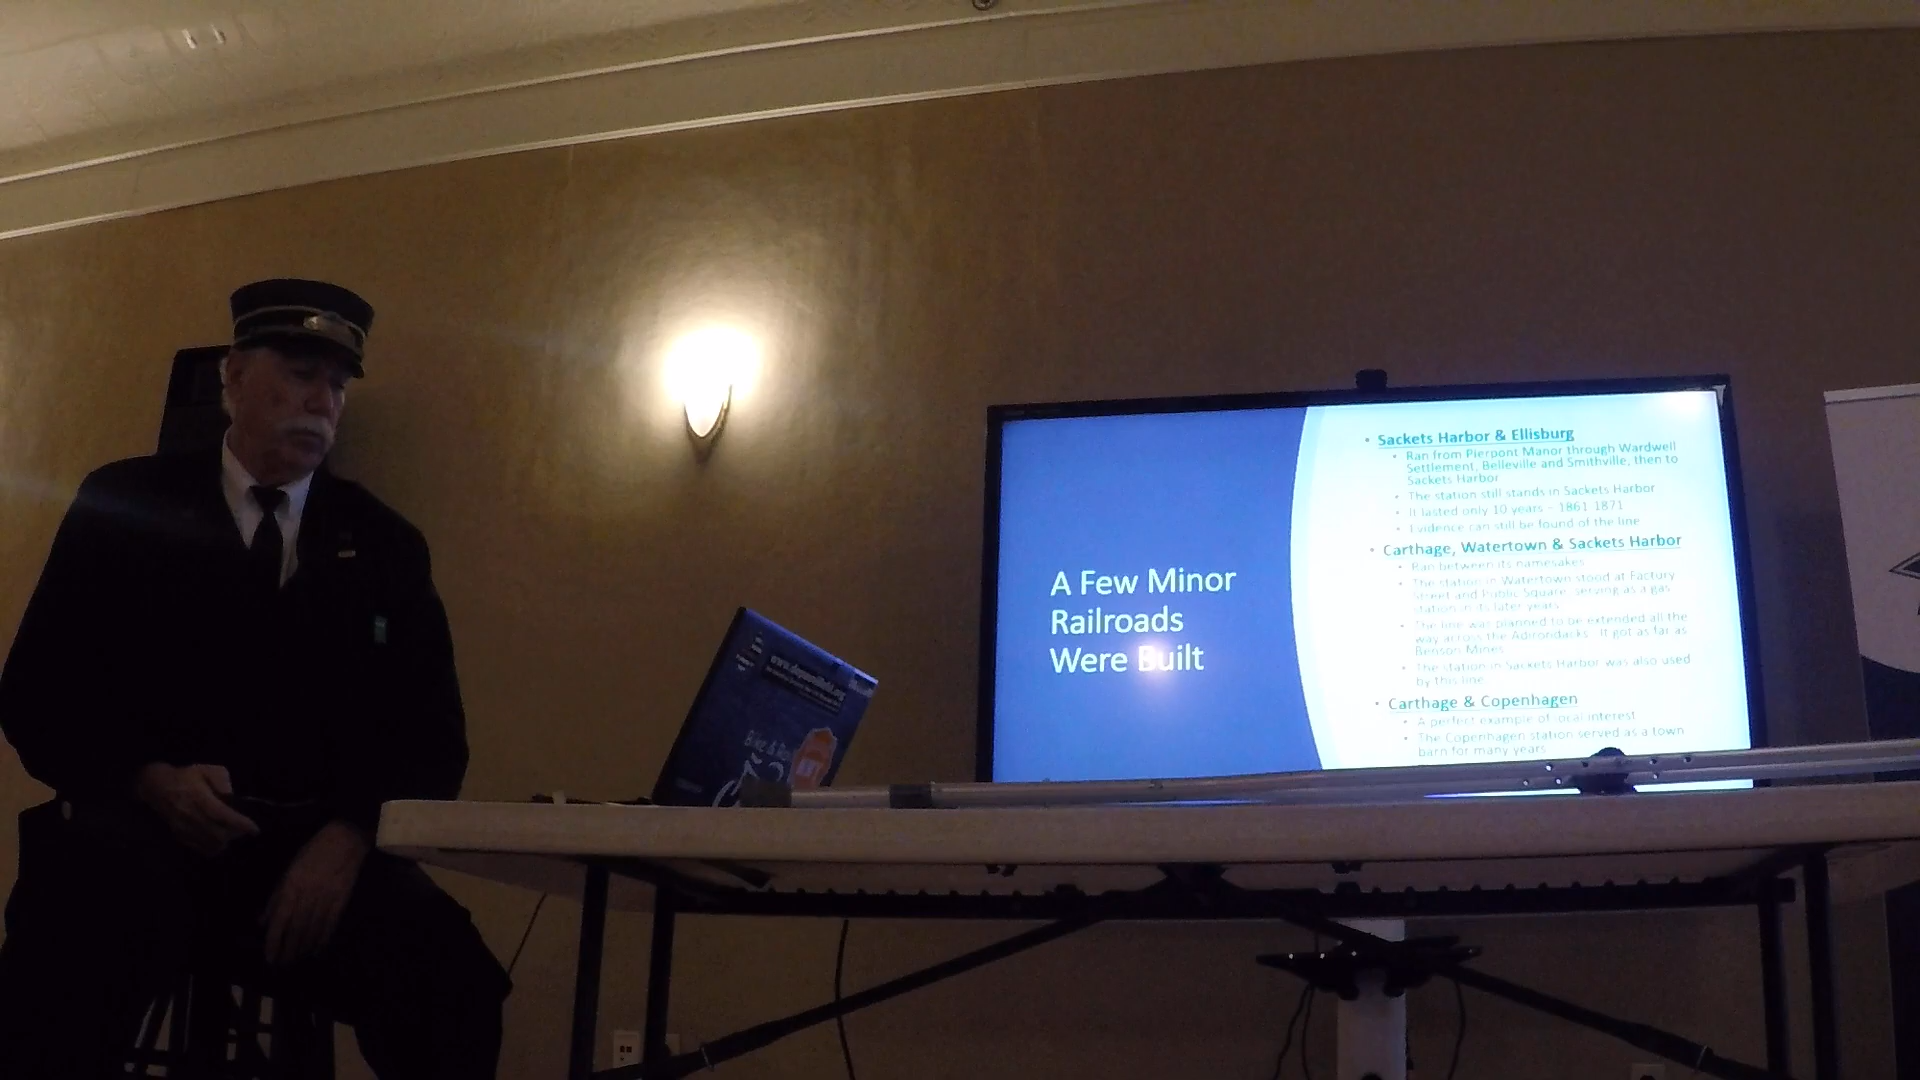 A Few Minor
Railroads
Were Built
• Sackets Harbor & Ellisburg
• Ran from Pierpont Manor through Wardwell
Settlement, Belleville and Smithville, then to
Sackets Harbor
• The station still stands in Sackets Harbor
• It lasted only 10 years – 1861 1871
• Evidence can still be found of the line
• Carthage, Watertown & Sackets Harbor
• Ran between its namesakes
• The station in Watertown stood at Factory
Street and Public Square, serving as a gas
station in its later years
• The line was planned to be extended all the
way across the Adirondacks. It got as far as
Benson Mines
• The station in Sackets Harbor was also used
by this line
• Carthage & Copenhagen
• A perfect example of local interest
• The Copenhagen station served as a town
barn for many years
Bike &